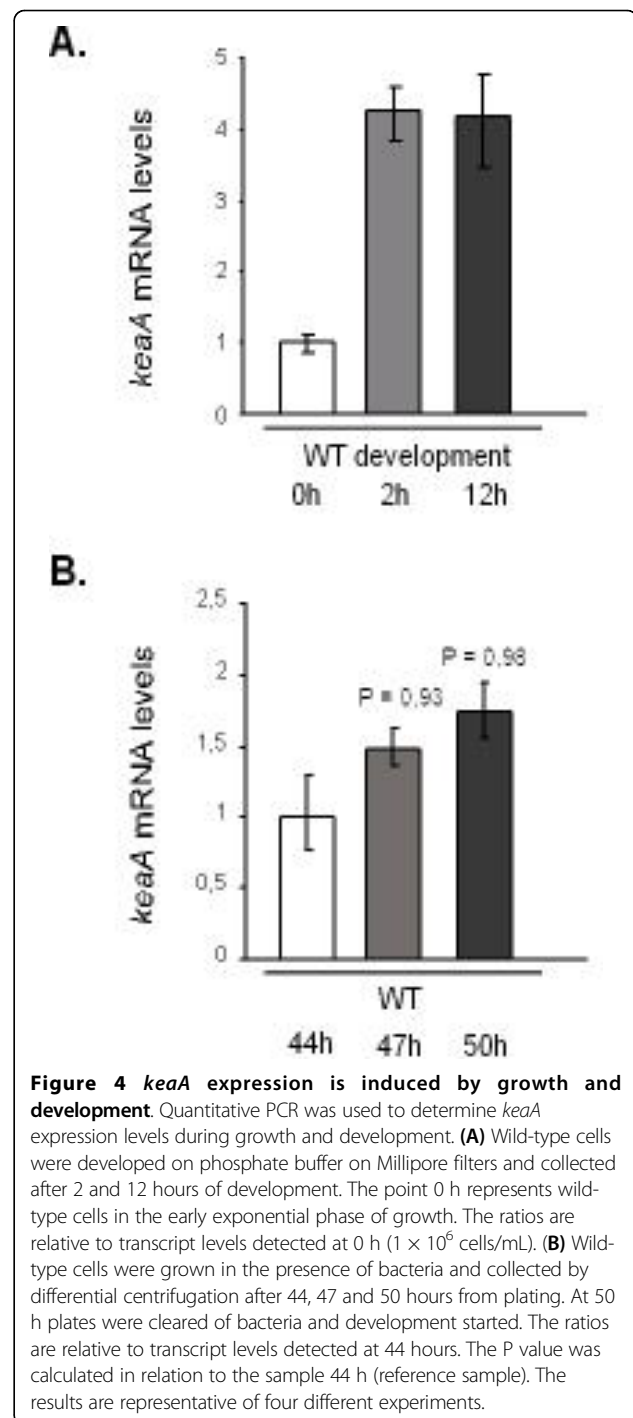 A.
keaA mRNA levels
5
4
3
2
1
0
WT development
0h 2h 12h
B.
keaA mRNA levels
2,5
2
1,5
1
0,5
0
P = 0.93
P = 0.98
WT
44h 47h 50h
Figure 4 keaA expression is induced by growth and
development. Quantitative PCR was used to determine keaA
expression levels during growth and development. (A) Wild-type cells
were developed on phosphate buffer on Millipore filters and collected
after 2 and 12 hours of development. The point 0 h represents wild-
type cells in the early exponential phase of growth. The ratios are
relative to transcript levels detected at 0 h (1 × 10⁶ cells/mL). (B) Wild-
type cells were grown in the presence of bacteria and collected by
differential centrifugation after 44, 47 and 50 hours from plating. At 50
h plates were cleared of bacteria and development started. The ratios
are relative to transcript levels detected at 44 hours. The P value was
calculated in relation to the sample 44 h (reference sample). The
results are representative of four different experiments.